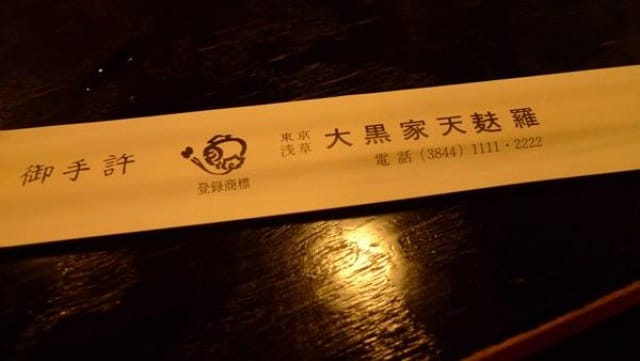 御手許
登録商標
東京
浅草
大黒家天麸羅
電話(3844)1111・2222